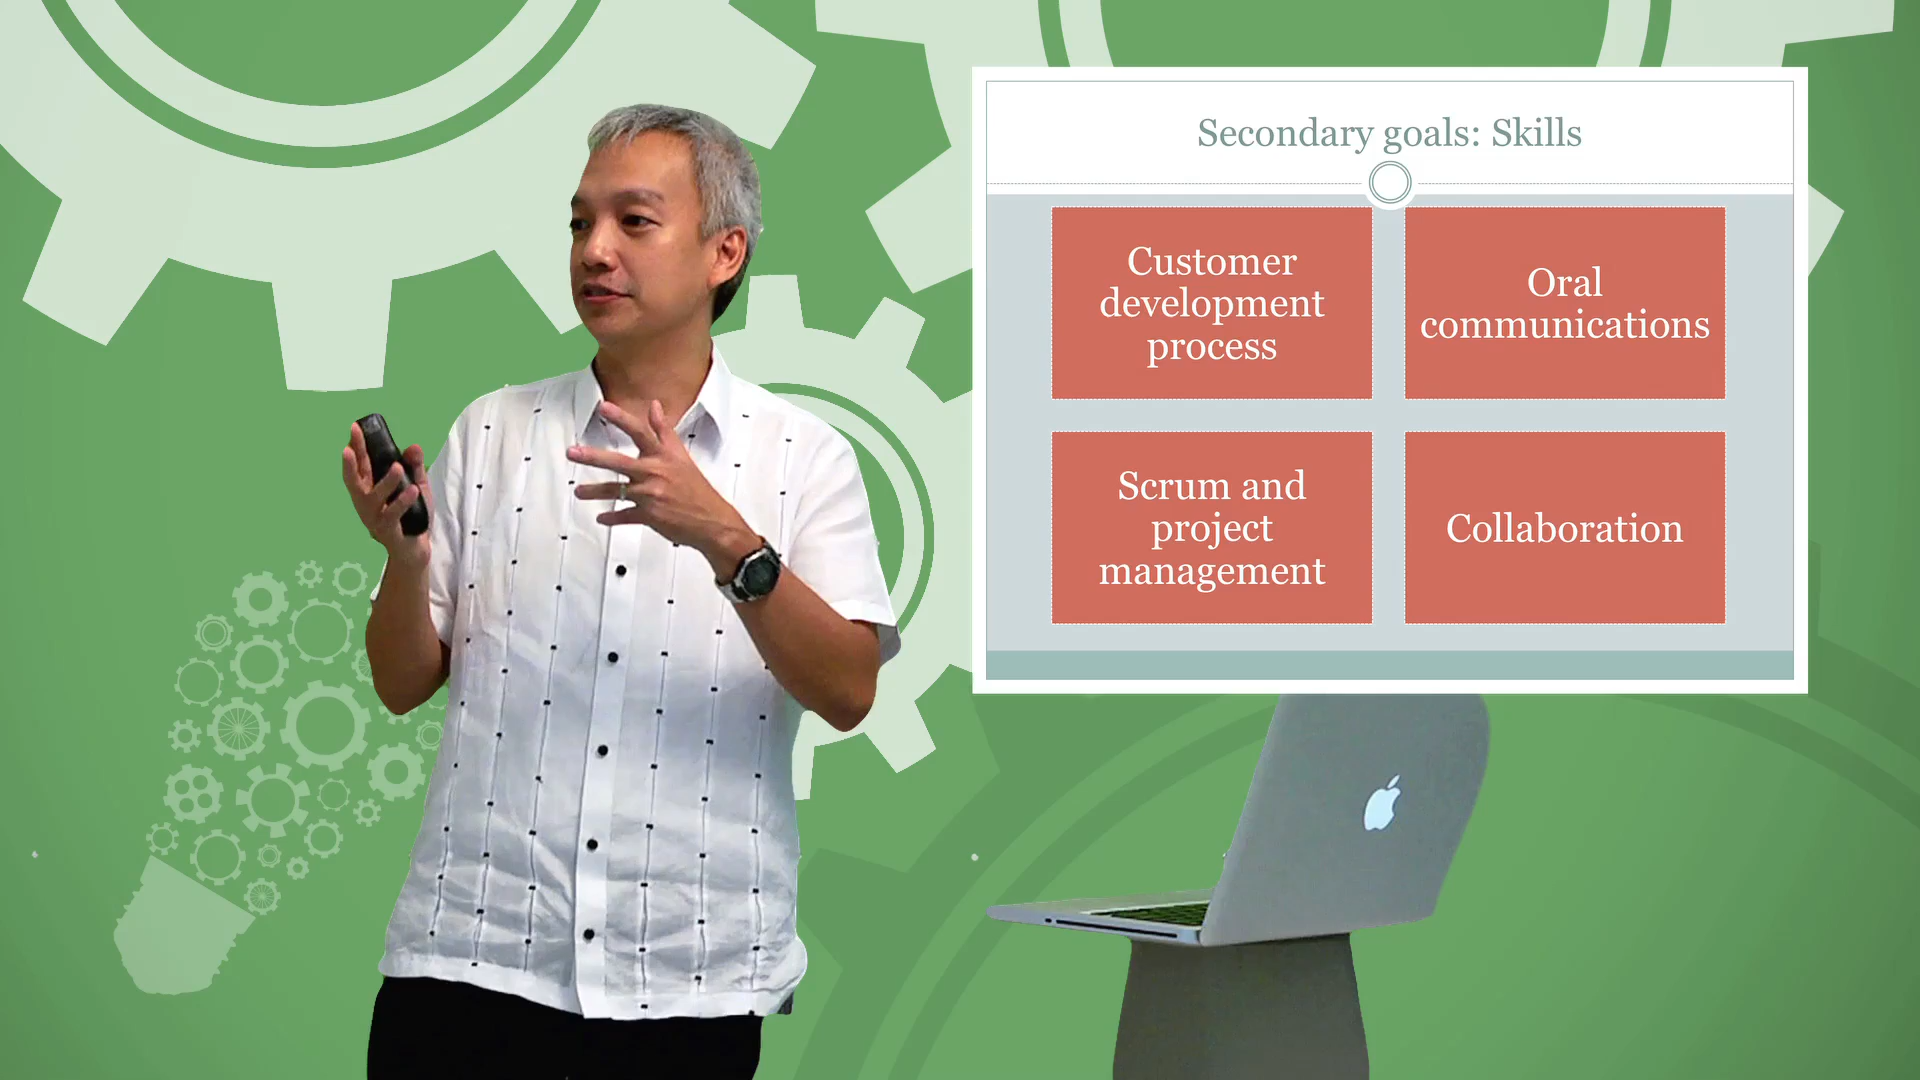 Secondary goals: Skills
Customer
development
process
Oral
communications
Scrum and
project
management
Collaboration